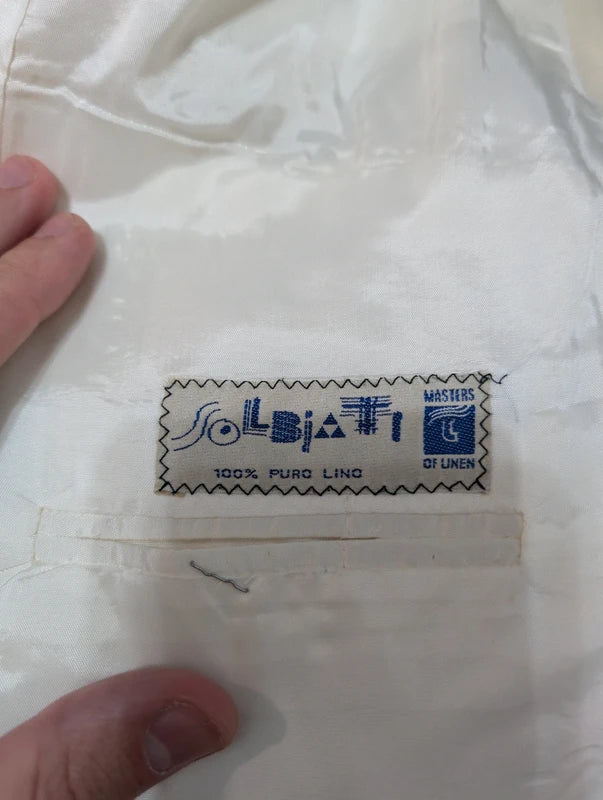 SOLBiATi
100% PURO LINO
MASTERS
L
OF LINEN